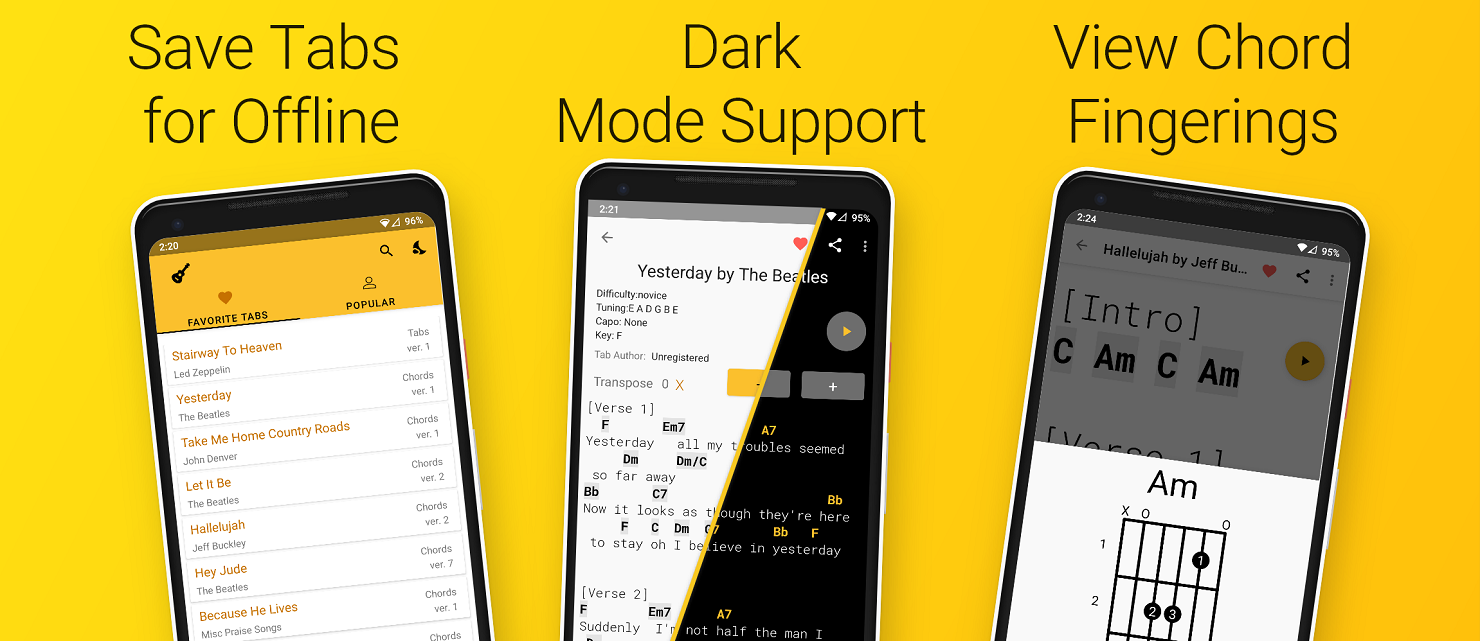 Save Tabs
for Offline
2:20
96%
FAVORITE TABS
POPULAR
Stairway To Heaven
Tabs
Led Zeppelin
ver. 1
Yesterday
Chords
The Beatles
ver. 1
Take Me Home Country Roads
Chords
John Denver
ver. 1
Let It Be
Chords
The Beatles
ver. 2
Hallelujah
Chords
Jeff Buckley
ver. 2
Hey Jude
Chords
The Beatles
ver. 7
Because He Lives
Chords
Misc Praise Songs
ver. 1
Chords
Dark
Mode Support
2:21
95%
Yesterday by The Beatles
Difficulty:novice
Tuning:E A D G B E
Capo: None
Key: F
Tab Author: Unregistered
Transpose 0 X - +
[Verse 1]
F Em7 A7
Yesterday all my troubles seemed
Dm Dm/C
so far away
Bb C7 Bb
Now it looks as though they're here
F C Dm G7 Bb F
to stay oh I believe in yesterday
[Verse 2]
F Em7 A7
Suddenly I'm not half the man I
View Chord
Fingerings
2:24
95%
Hallelujah by Jeff Bu...
[Intro]
C Am C Am
[Verse 1]
Am
X O O
1
1
2
2 3